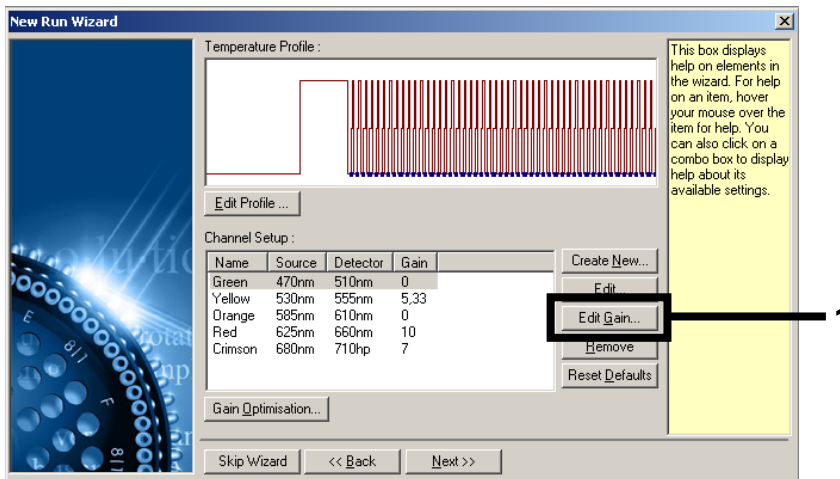 New Run Wizard
Temperature Profile :
Edit Profile ...
Channel Setup :
Name Source Detector Gain
Green 470nm 510nm 0
Yellow 530nm 555nm 5,33
Orange 585nm 610nm 0
Red 625nm 660nm 10
Crimson 680nm 710hp 7
Create New...
Edit...
Edit Gain...
Remove
Reset Defaults
Gain Optimisation...
Skip Wizard
<< Back
Next >>
This box displays
help on elements in
the wizard. For help
on an item, hover
your mouse over the
item for help. You
can also click on a
combo box to display
help about its
available settings.